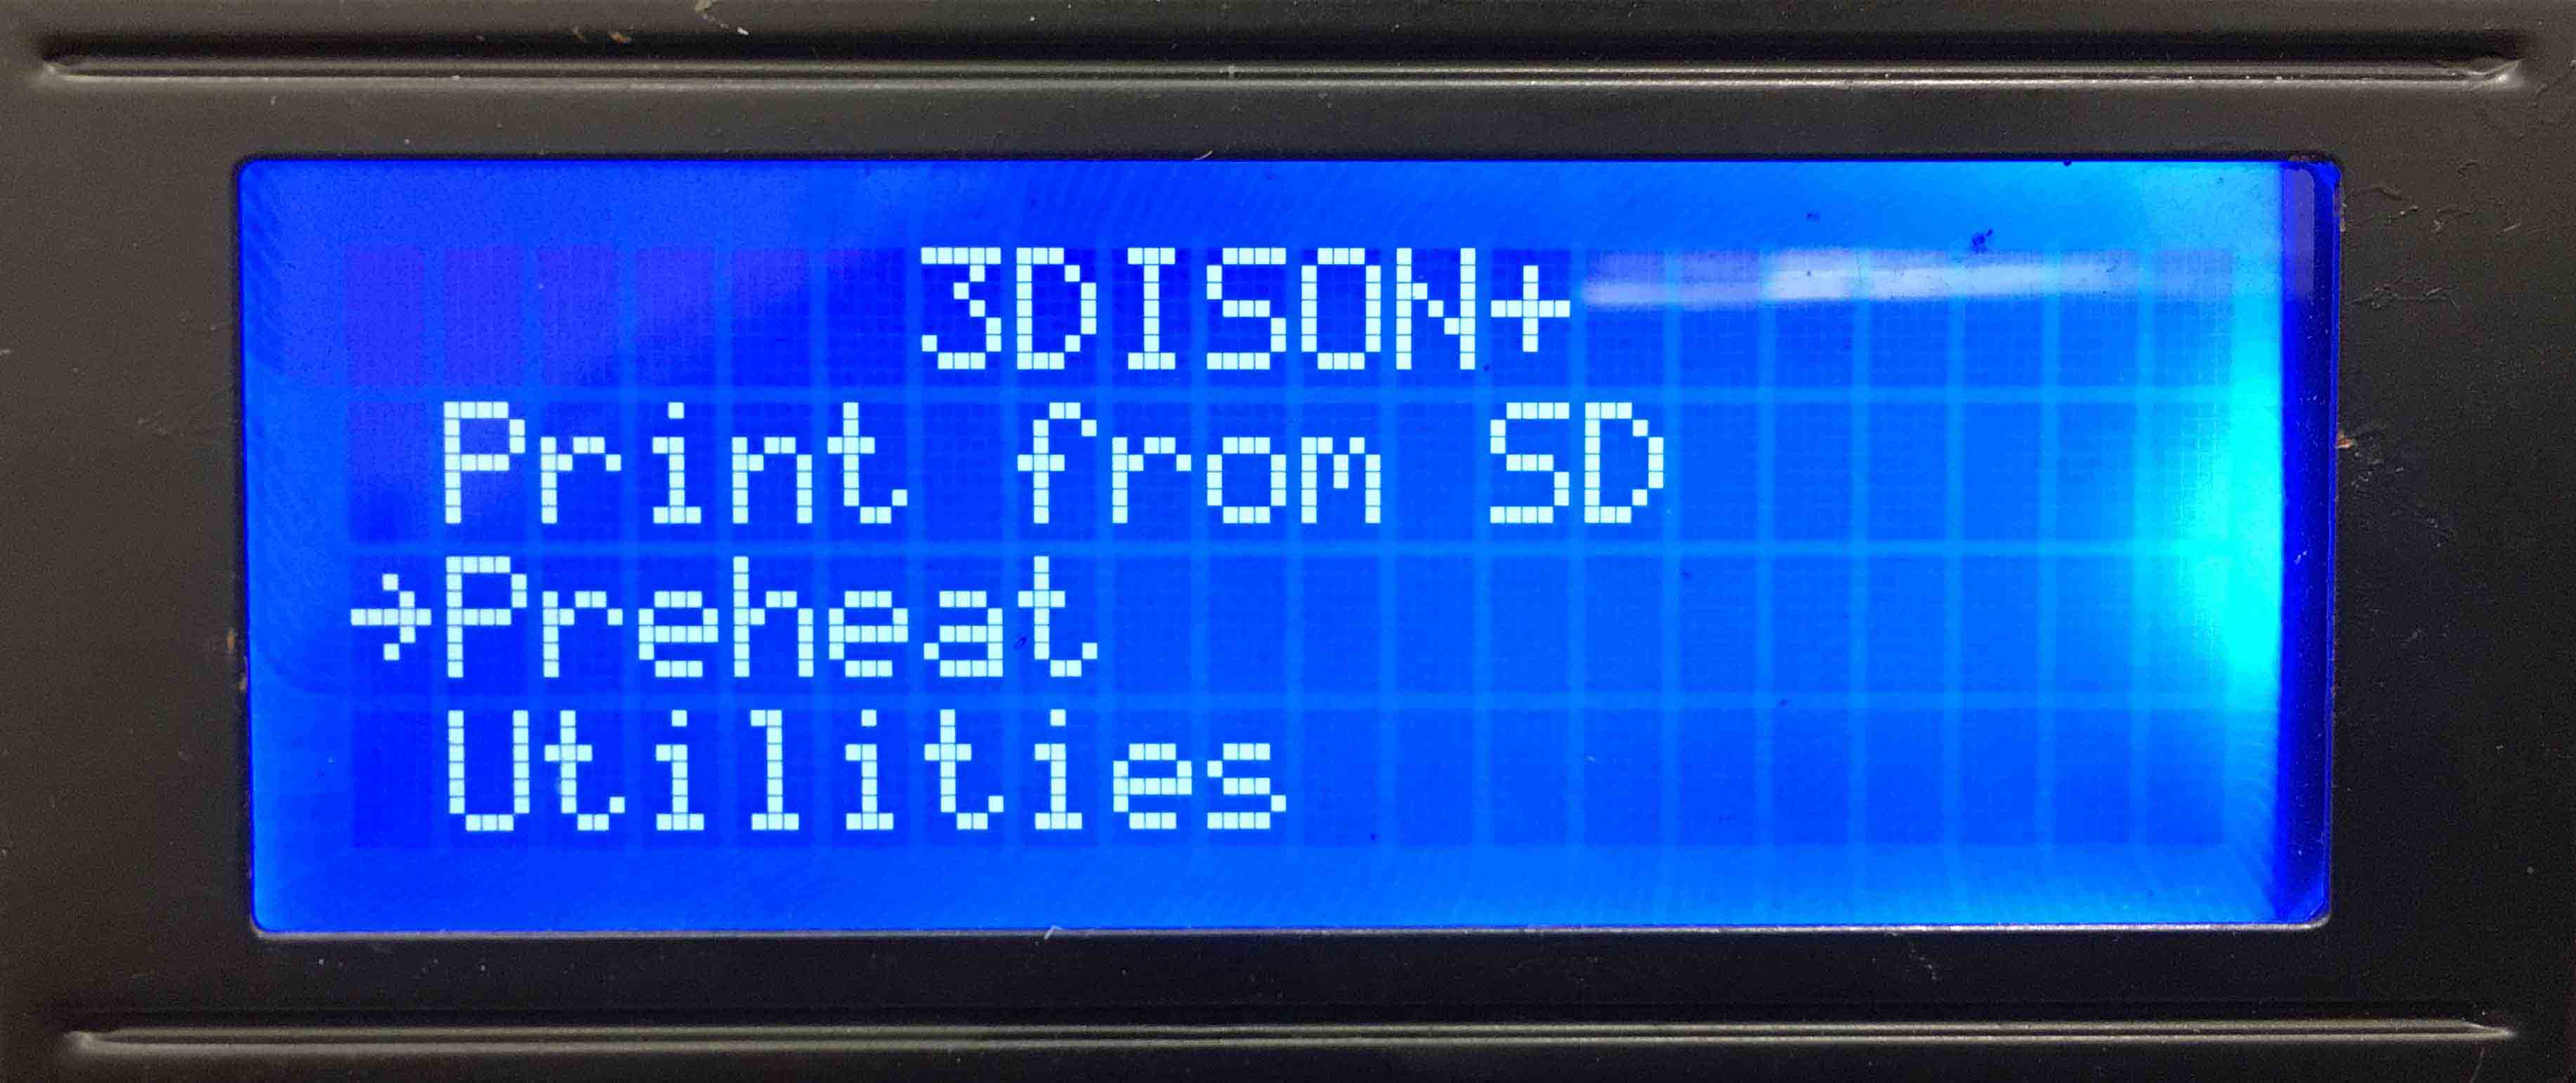 3DISON+
Print from SD
→Preheat
Utilities